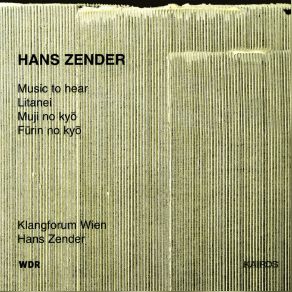 HANS ZENDER
Music to hear
Litanei
Muji no kyō
Fūrin no kyō
Klangforum Wien
Hans Zender
WDR
KAIROS